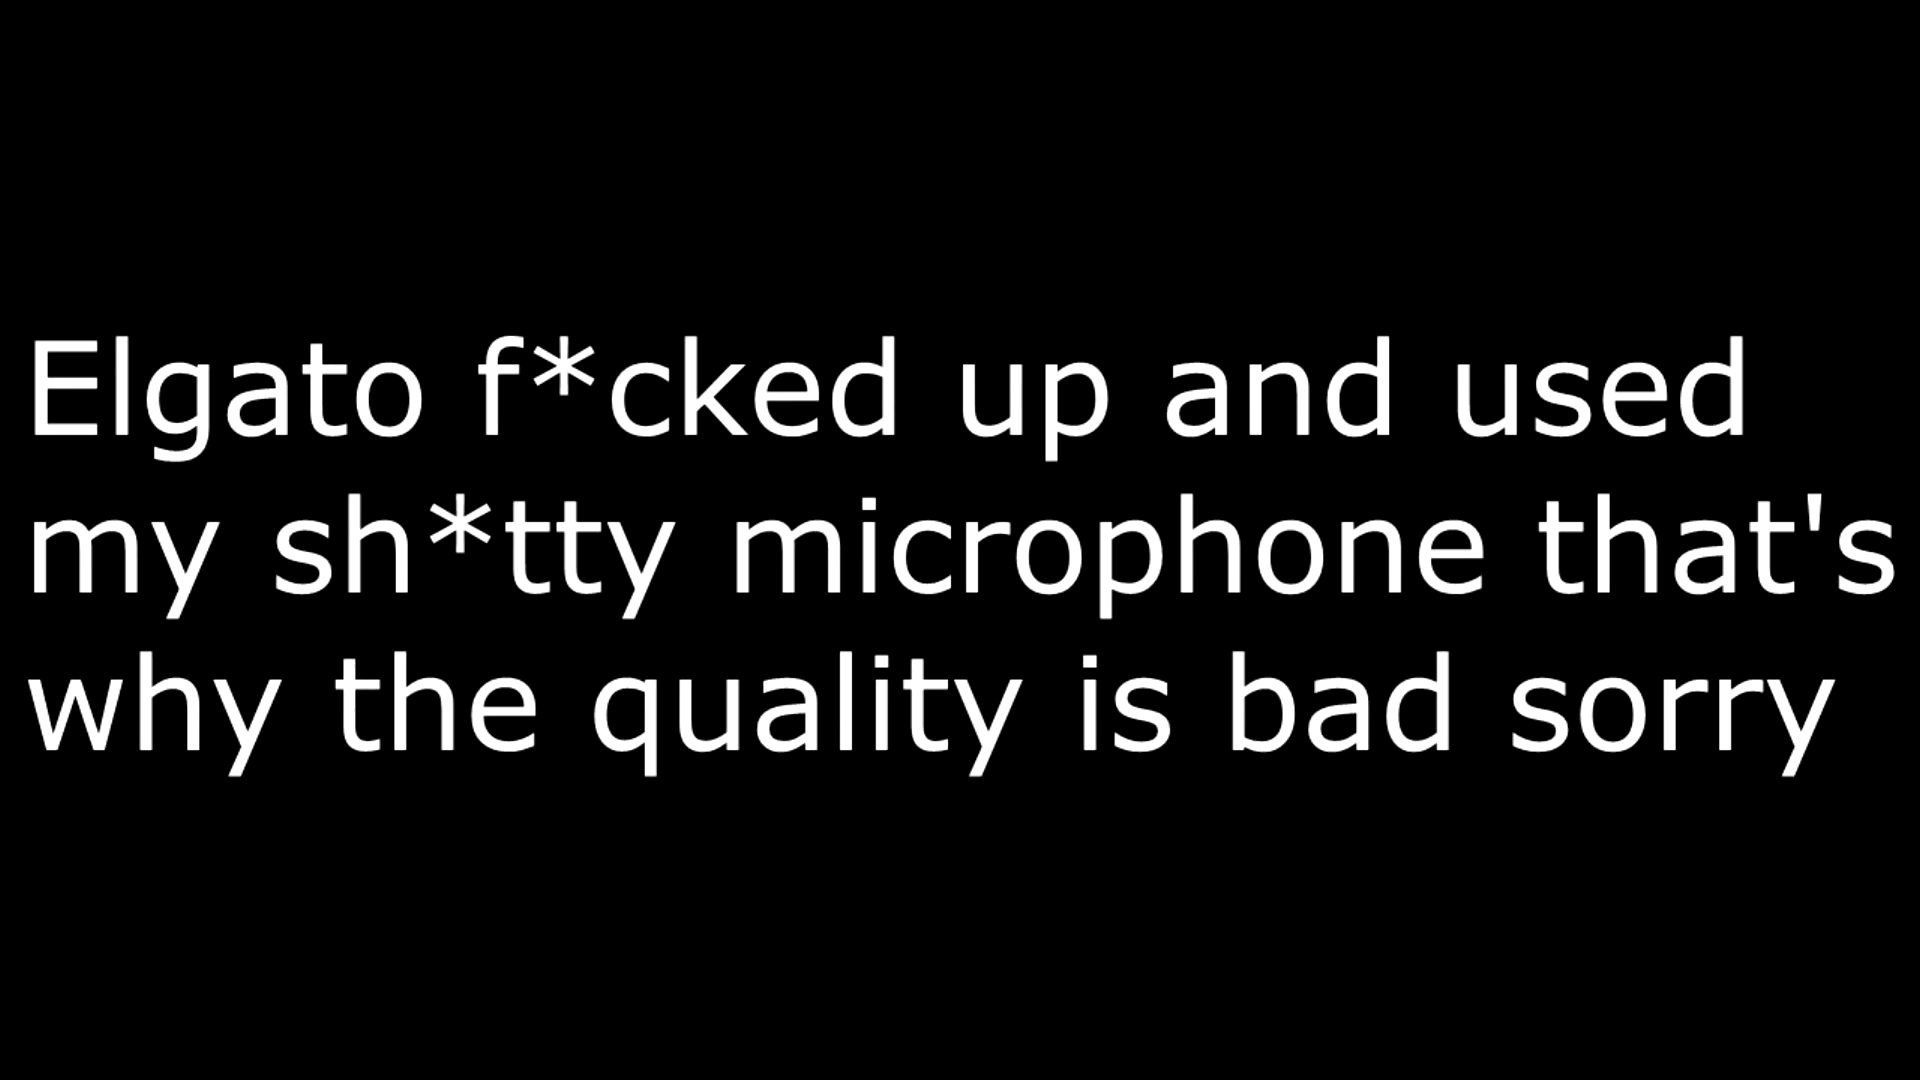 Elgato f*cked up and used
my sh*tty microphone that's
why the quality is bad sorry